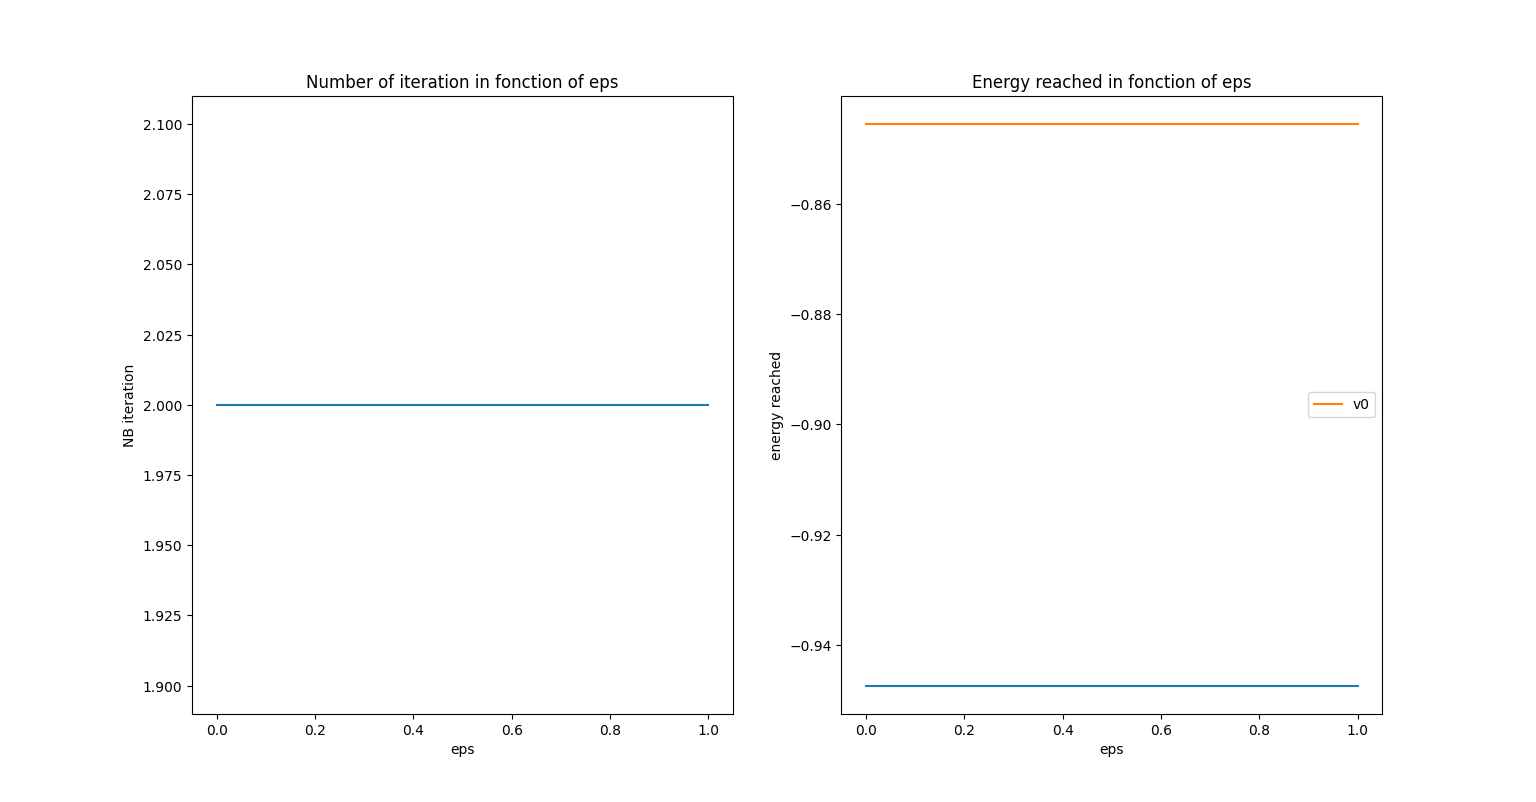 Number of iteration in fonction of eps
2.100
2.075
2.050
2.025
2.000
1.975
1.950
1.925
1.900
NB iteration
0.0 0.2 0.4 0.6 0.8 1.0
eps
Energy reached in fonction of eps
−0.86
−0.88
−0.90
−0.92
−0.94
energy reached
v0
0.0 0.2 0.4 0.6 0.8 1.0
eps